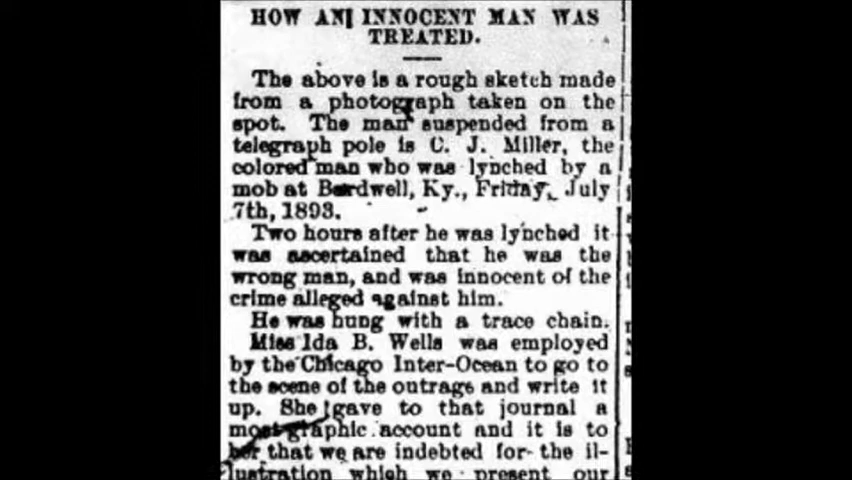 HOW AN INNOCENT MAN WAS
TREATED.
The above is a rough sketch made
from a photograph taken on the
spot. The man suspended from a
telegraph pole is C. J. Miller, the
colored man who was lynched by a
mob at Bardwell, Ky., Friday, July
7th, 1893.
Two hours after he was lynched it
was ascertained that he was the
wrong man, and was innocent of the
crime alleged against him.
He was hung with a trace chain.
Miss Ida B. Wells was employed
by the Chicago Inter-Ocean to go to
the scene of the outrage and write it
up. She gave to that journal a
most graphic account and it is to
her that we are indebted for the il-
lustration which we present our